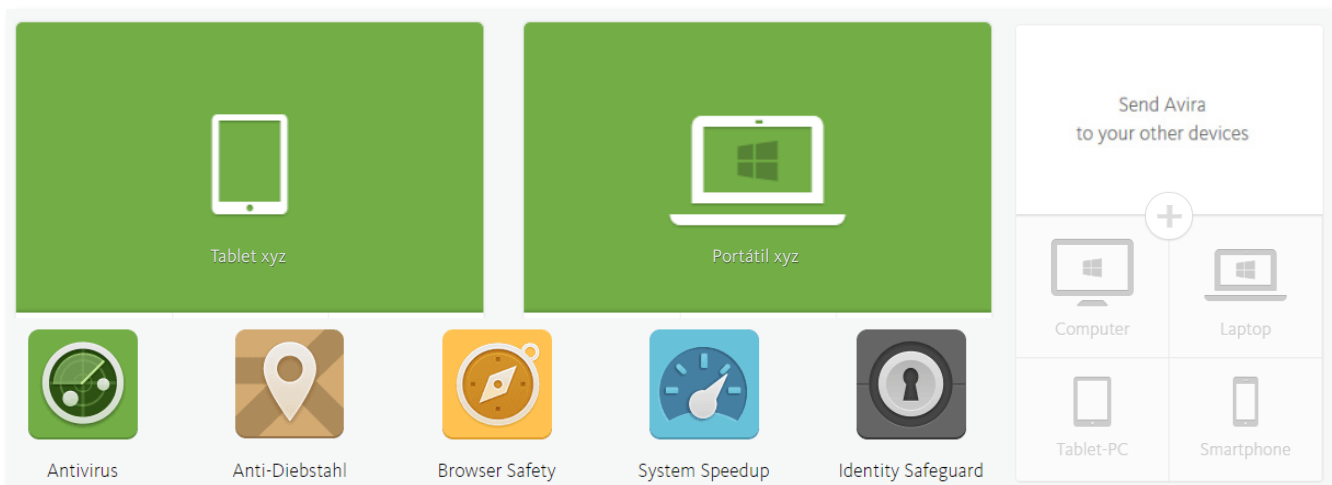 Tablet xyz
Portátil xyz
Send Avira
to your other devices
Computer
Laptop
Tablet-PC
Smartphone
Antivirus
Anti-Diebstahl
Browser Safety
System Speedup
Identity Safeguard